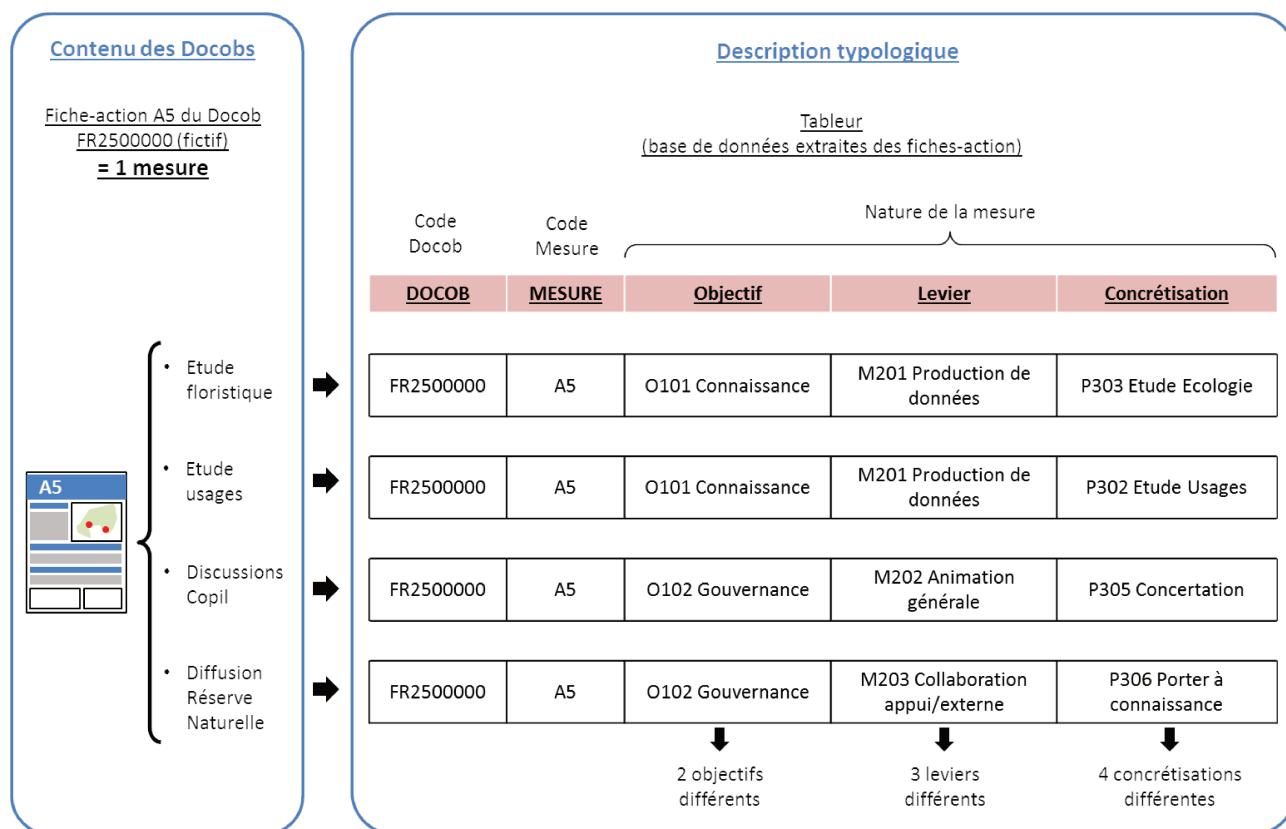 Contenu des Docobs
Fiche-action A5 du Docob
FR2500000 (fictif)
= 1 mesure
A5
• Etude
floristique
• Etude
usages
• Discussions
Copil
• Diffusion
Réserve
Naturelle
Description typologique
Tableur
(base de données extraites des fiches-action)
Code
Docob
Code
Mesure
Nature de la mesure
DOCOB MESURE Objectif Levier Concrétisation
FR2500000 A5 O101 Connaissance M201 Production de
données P303 Etude Ecologie
FR2500000 A5 O101 Connaissance M201 Production de
données P302 Etude Usages
FR2500000 A5 O102 Gouvernance M202 Animation
générale P305 Concertation
FR2500000 A5 O102 Gouvernance M203 Collaboration
appui/externe P306 Porter à
connaissance
2 objectifs
différents
3 leviers
différents
4 concrétisations
différentes